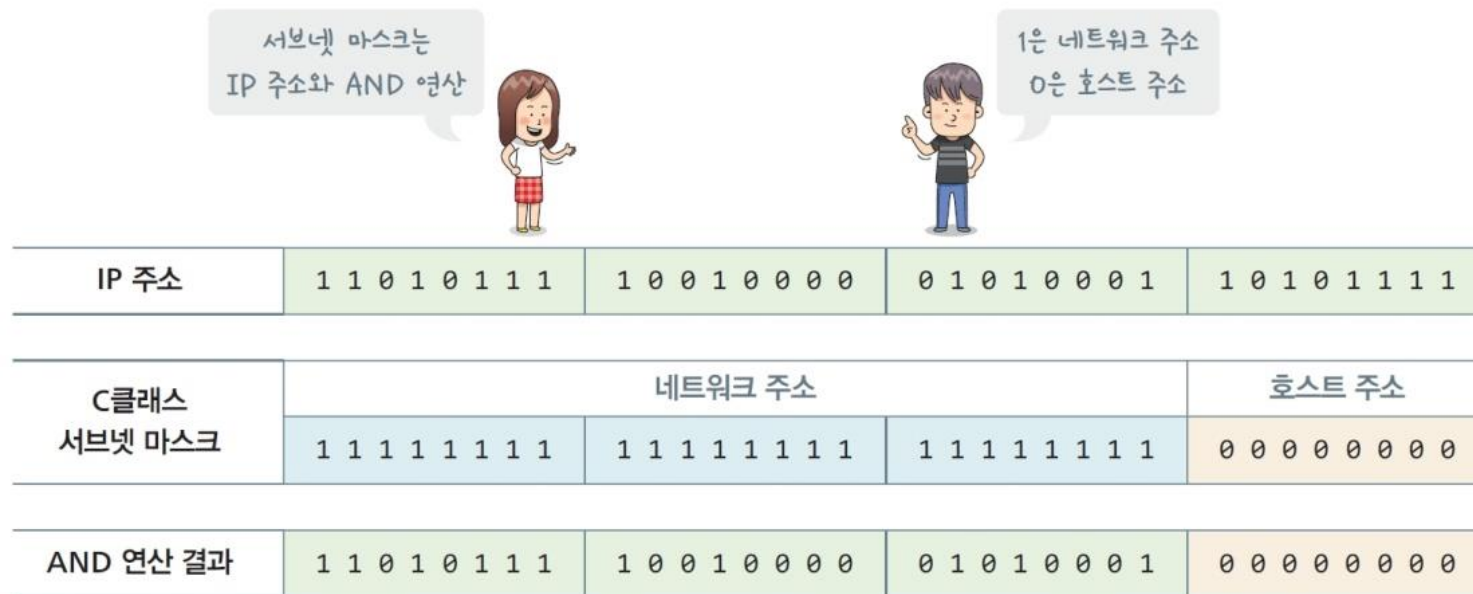 서브넷 마스크는
IP 주소와 AND 연산
1은 네트워크 주소
0은 호스트 주소
IP 주소 1 1 0 1 0 1 1 1 1 0 0 1 0 0 0 0 0 1 0 1 0 0 0 1 1 0 1 0 1 1 1 1
네트워크 주소 호스트 주소
C클래스
서브넷 마스크 1 1 1 1 1 1 1 1 1 1 1 1 1 1 1 1 1 1 1 1 1 1 1 1 0 0 0 0 0 0 0 0
AND 연산 결과 1 1 0 1 0 1 1 1 1 0 0 1 0 0 0 0 0 1 0 1 0 0 0 1 0 0 0 0 0 0 0 0